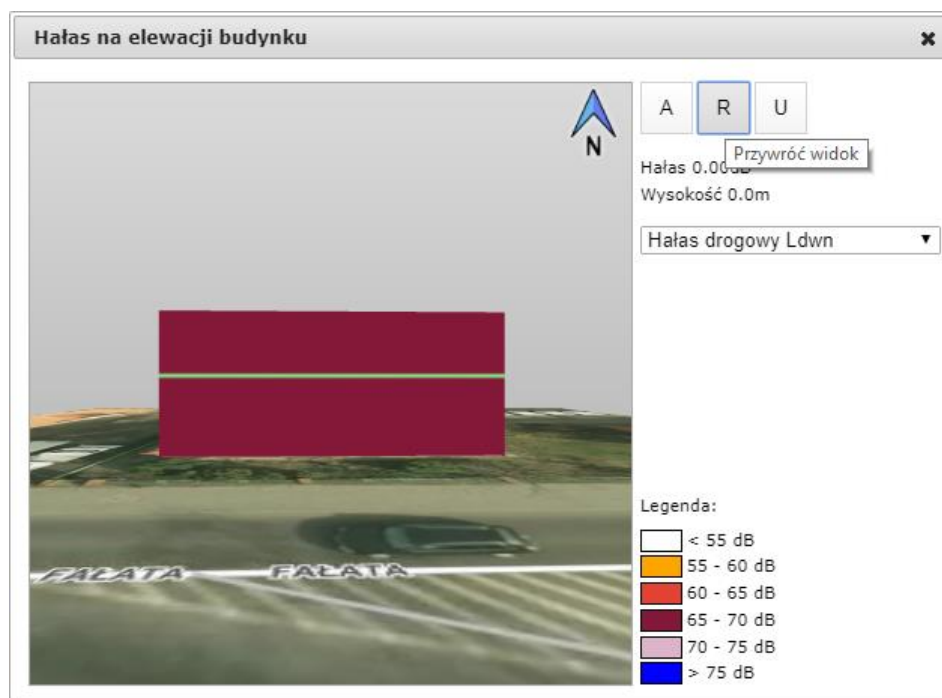 Hałas na elewacji budynku
N
A R U
Przywróć widok
Hałas 0.00dB
Wysokość 0.0m
Hałas drogowy Ldwn
FAŁATA FAŁATA
Legenda:
< 55 dB
55 - 60 dB
60 - 65 dB
65 - 70 dB
70 - 75 dB
> 75 dB